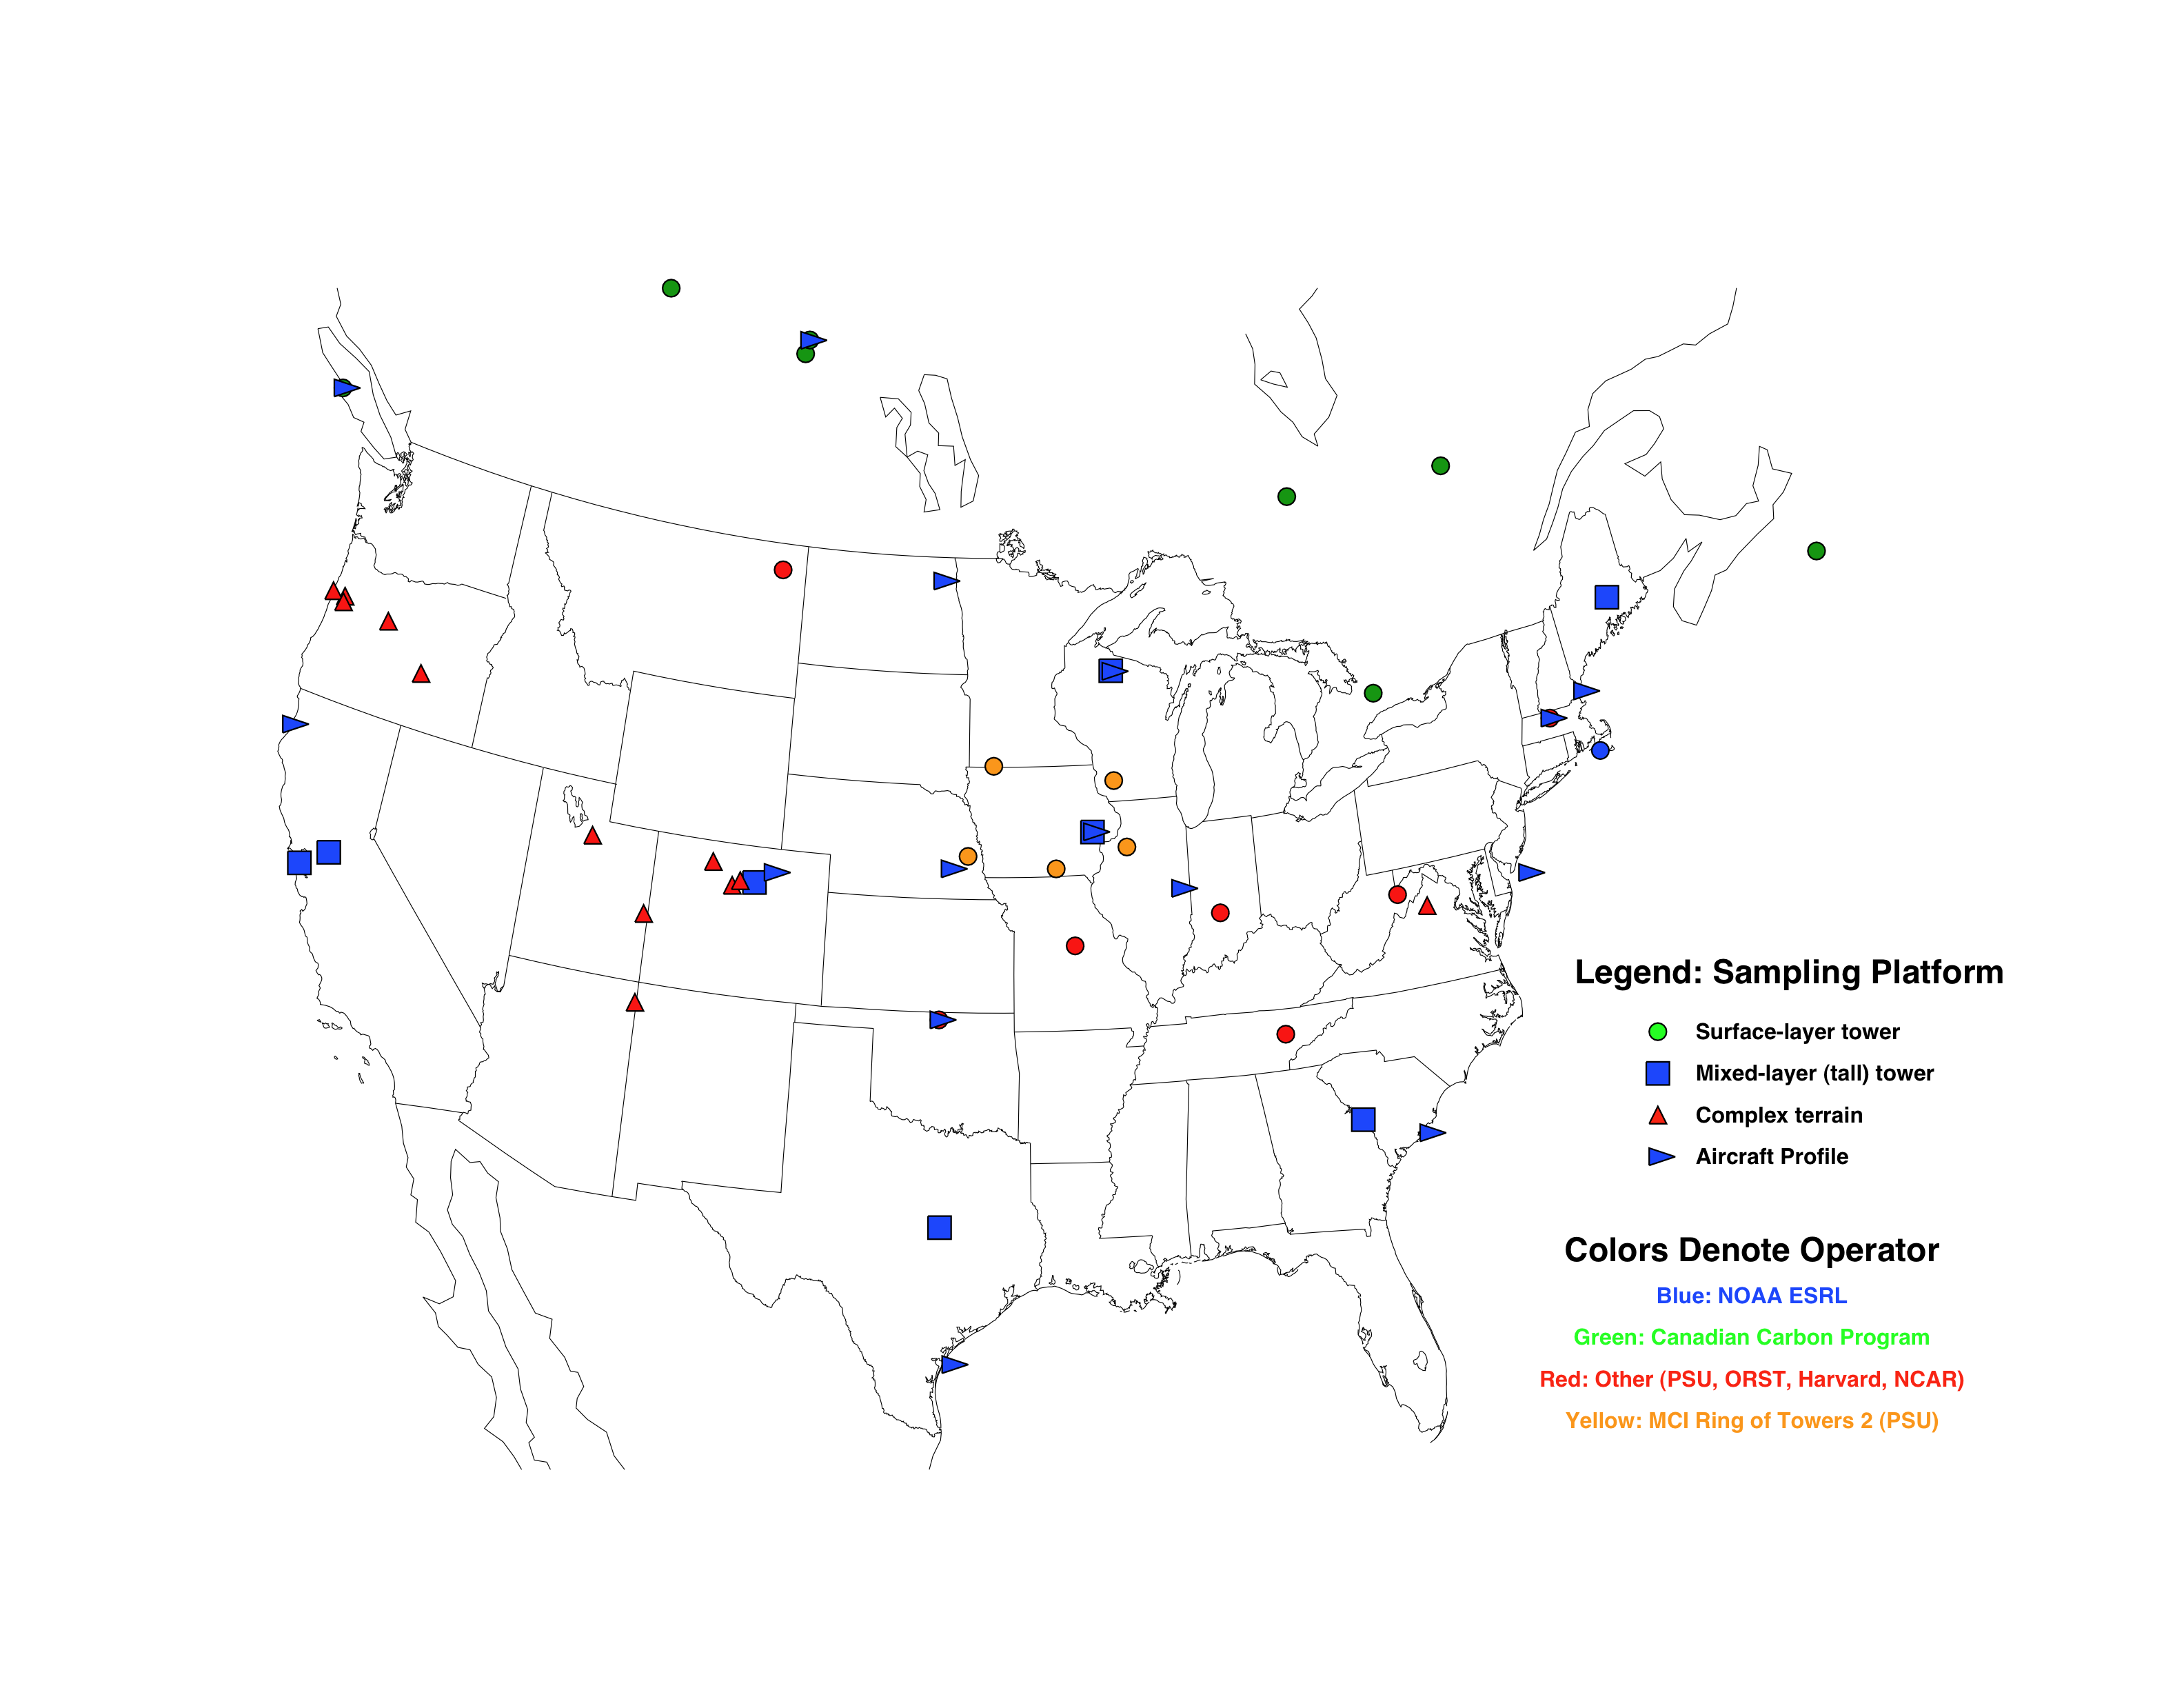 Legend: Sampling Platform
Surface-layer tower
Mixed-layer (tall) tower
Complex terrain
Aircraft Profile
Colors Denote Operator
Blue: NOAA ESRL
Green: Canadian Carbon Program
Red: Other (PSU, ORST, Harvard, NCAR)
Yellow: MCI Ring of Towers 2 (PSU)